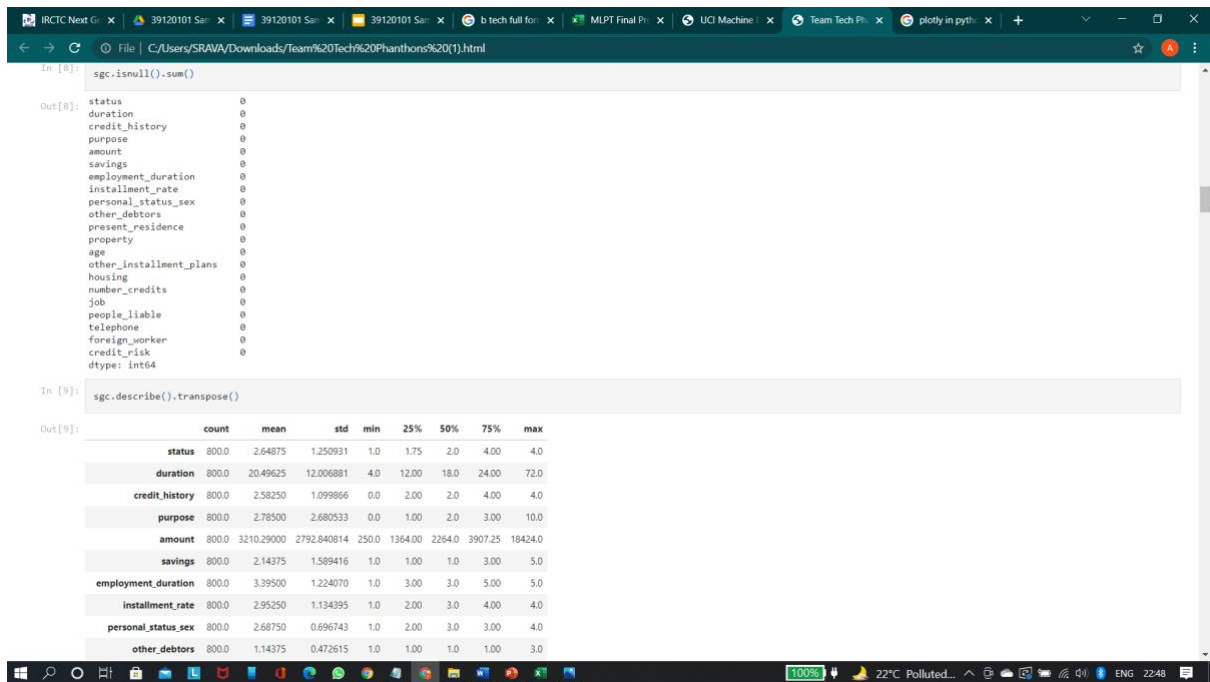 IRCTC Next G
39120101 San
39120101 San
39120101 San
b tech full for
MLPT Final Pr
UCI Machine
Team Tech Ph
plotly in pyth
File | C:/Users/SRAVA/Downloads/Team%20Tech%20Phanthons%20(1).html
A
In [8]: sgc.isnull().sum()
Out[8]: status 0
duration 0
credit_history 0
purpose 0
amount 0
savings 0
employment_duration 0
installment_rate 0
personal_status_sex 0
other_debtors 0
present_residence 0
property 0
age 0
other_installment_plans 0
housing 0
number_credits 0
job 0
people_liable 0
telephone 0
foreign_worker 0
credit_risk 0
dtype: int64
In [9]: sgc.describe().transpose()
Out[9]: count mean std min 25% 50% 75% max
status 800.0 2.64875 1.250931 1.0 1.75 2.0 4.00 4.0
duration 800.0 20.49625 12.006881 4.0 12.00 18.0 24.00 72.0
credit_history 800.0 2.58250 1.099866 0.0 2.00 2.0 4.00 4.0
purpose 800.0 2.78500 2.680533 0.0 1.00 2.0 3.00 10.0
amount 800.0 3210.29000 2792.840814 250.0 1364.00 2264.0 3907.25 18424.0
savings 800.0 2.14375 1.589416 1.0 1.00 1.0 3.00 5.0
employment_duration 800.0 3.39500 1.224070 1.0 3.00 3.0 5.00 5.0
installment_rate 800.0 2.95250 1.134395 1.0 2.00 3.0 4.00 4.0
personal_status_sex 800.0 2.68750 0.696743 1.0 2.00 3.0 3.00 4.0
other_debtors 800.0 1.14375 0.472615 1.0 1.00 1.0 1.00 3.0
100% 22°C Polluted... ENG 22:48